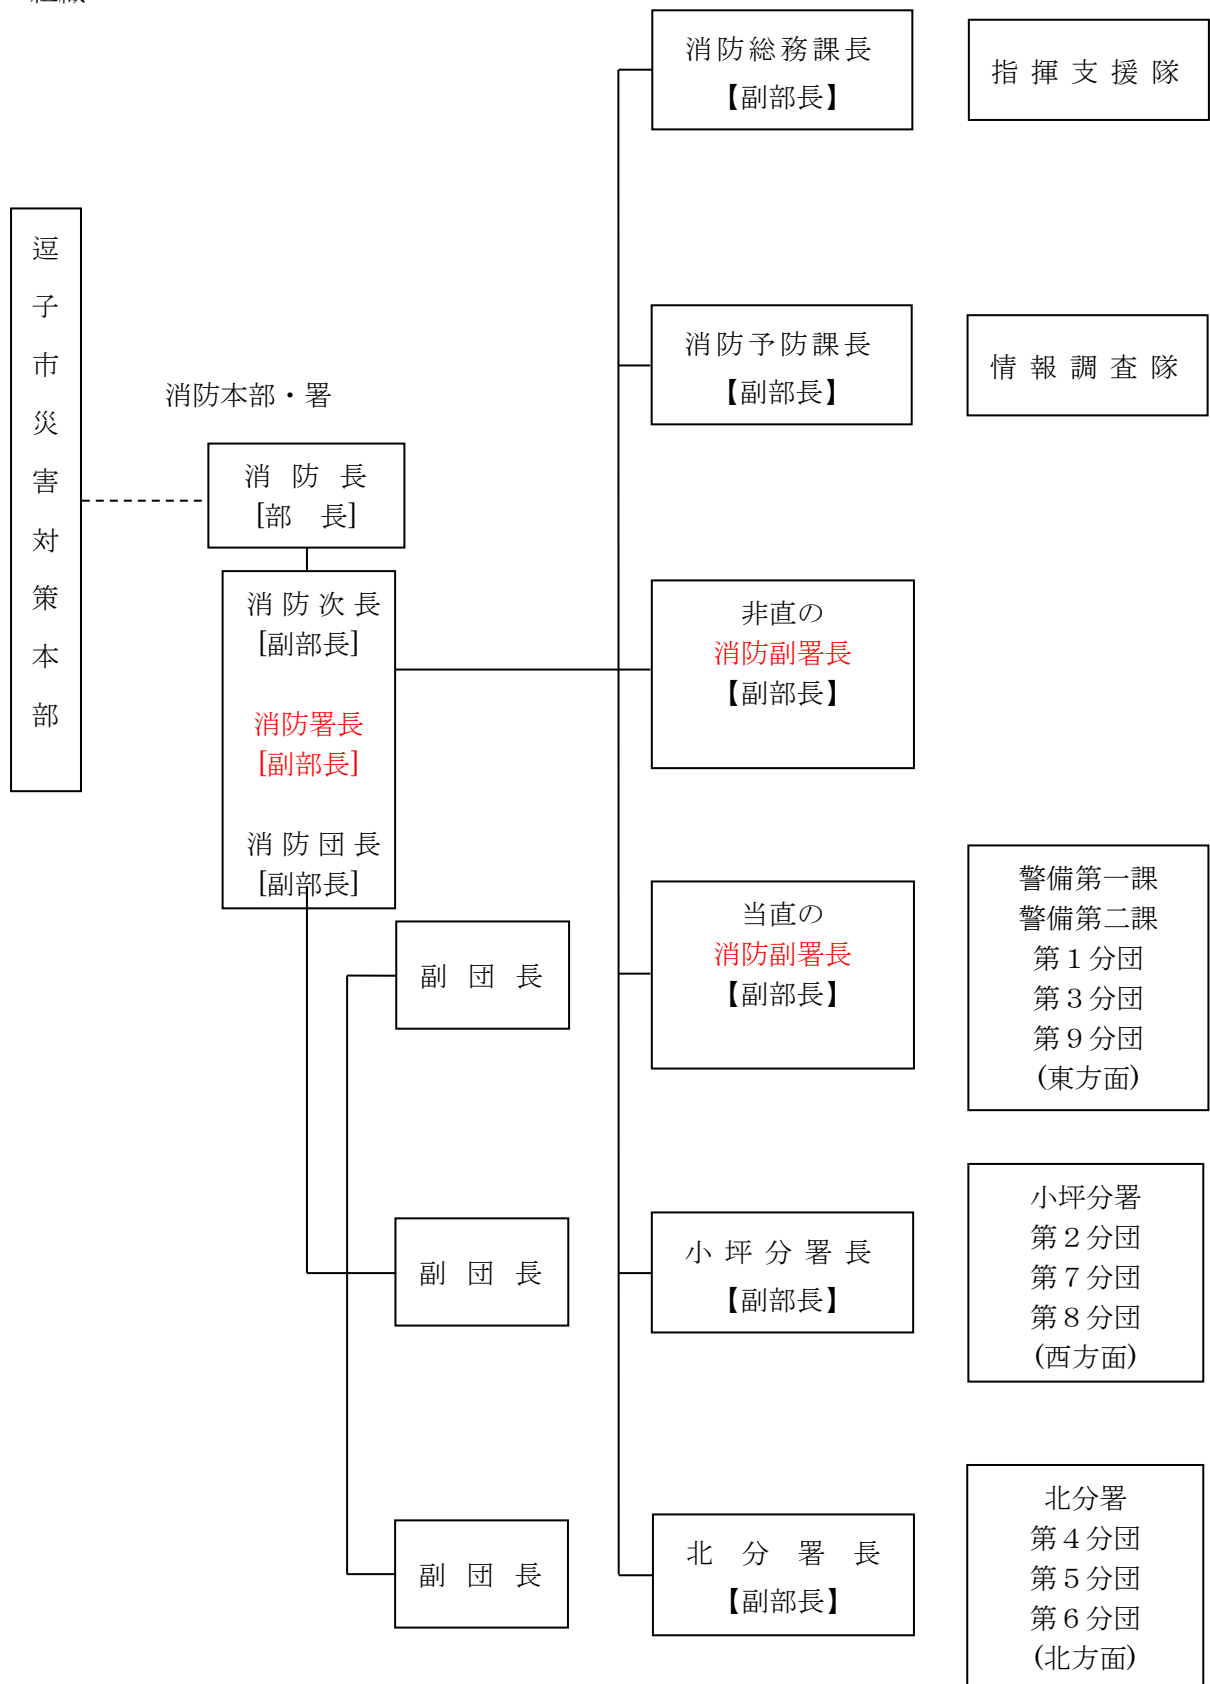 消防総務課長
【副部長】
指揮支援隊
逗子市災害対策本部
消防予防課長
【副部長】
情報調査隊
消防本部・署
消防長
[部　長]
消防次長
[副部長]
消防署長
[副部長]
消防団長
[副部長]
非直の
消防副署長
【副部長】
当直の
消防副署長
【副部長】
警備第一課
警備第二課
第１分団
第３分団
第９分団
(東方面)
副団長
副団長
小坪分署長
【副部長】
小坪分署
第２分団
第７分団
第８分団
(西方面)
副団長
北分署長
【副部長】
北分署
第４分団
第５分団
第６分団
(北方面)